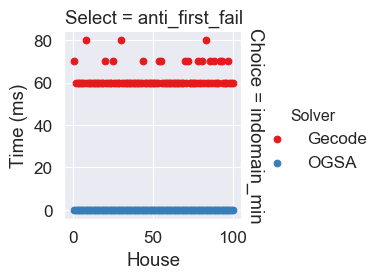 Select = anti_first_fail
Choice = indomain_min
80
60
40
20
0
Time (ms)
0
50
100
House
Solver
Gecode
OGSA